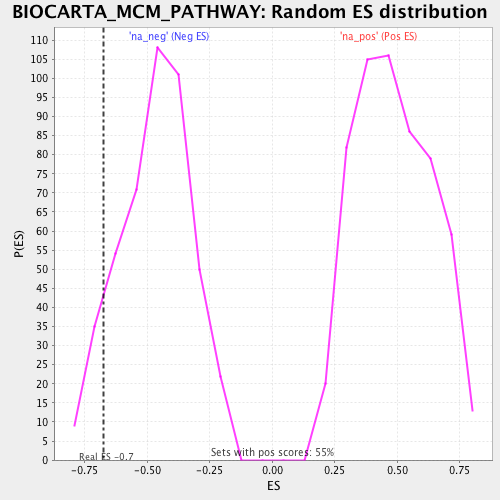 BIOCARTA_MCM_PATHWAY: Random ES distribution
'na_neg' (Neg ES)
'na_pos' (Pos ES)
110
105
100
95
90
85
80
75
70
65
60
55
50
45
40
35
30
25
20
15
10
5
0
P(ES)
Real ES -0.7
Sets with pos scores: 55%
-0.75 -0.50 -0.25 0.00 0.25 0.50 0.75
ES